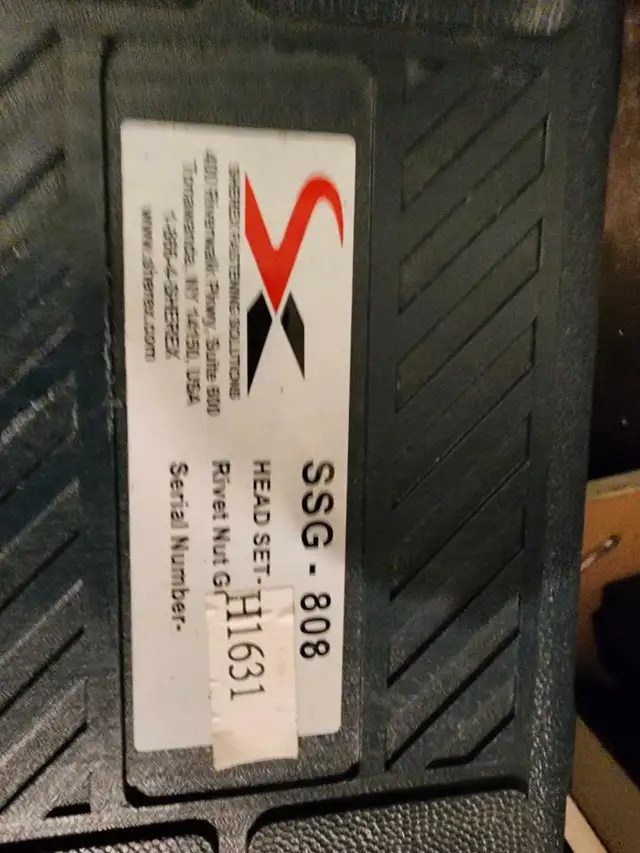 SHEREX FASTENING SOLUTIONS
400 Riverwalk Pkwy. Suite 600
Tonawanda, NY 14150, USA
1-866-4-SHEREX
www.sherex.com
SSG - 808
HEAD SET-
H1631
Rivet Nut
Serial Number-